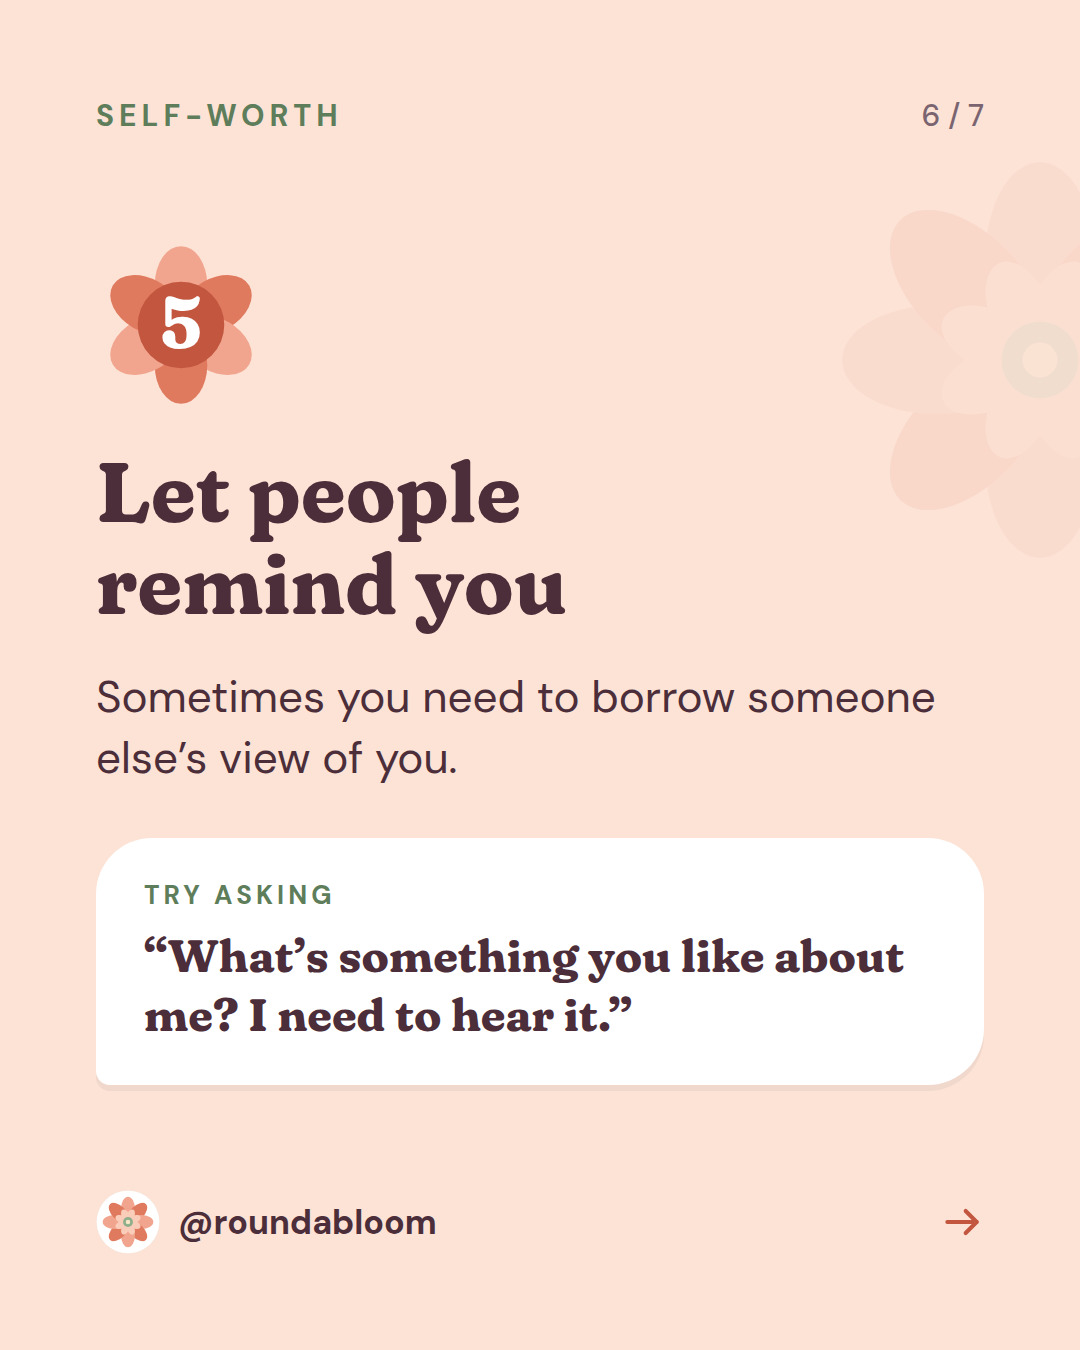 SELF-WORTH
6 / 7
5
Let people
remind you
Sometimes you need to borrow someone
else’s view of you.
TRY ASKING
“What’s something you like about
me? I need to hear it.”
@roundabloom